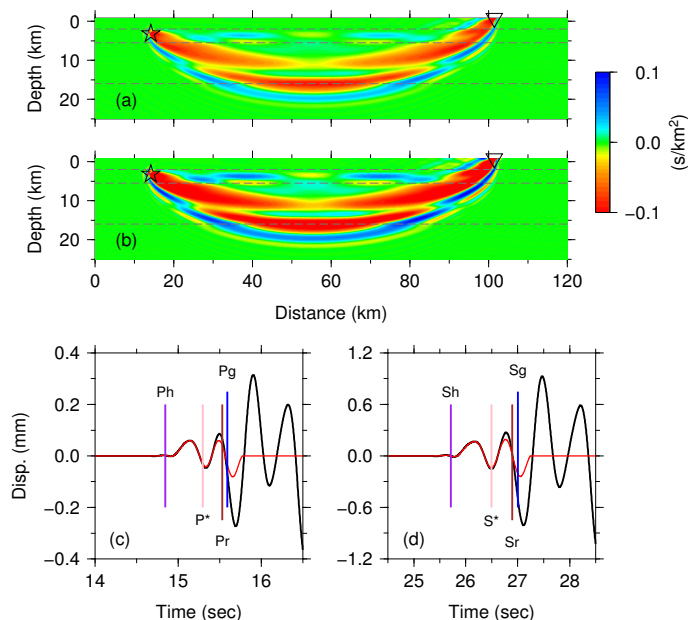 0
10
20
Depth (km)
(a)
0
10
20
Depth (km)
(b)
0 20 40 60 80 100 120
Distance (km)
0.1
0.0
−0.1
(s/km²)
0.4
0.2
0.0
−0.2
−0.4
Disp. (mm)
Ph
Pg
P*
Pr
(c)
14 15 16
Time (sec)
1.2
0.6
0.0
−0.6
−1.2
Sh
Sg
S*
Sr
(d)
25 26 27 28
Time (sec)